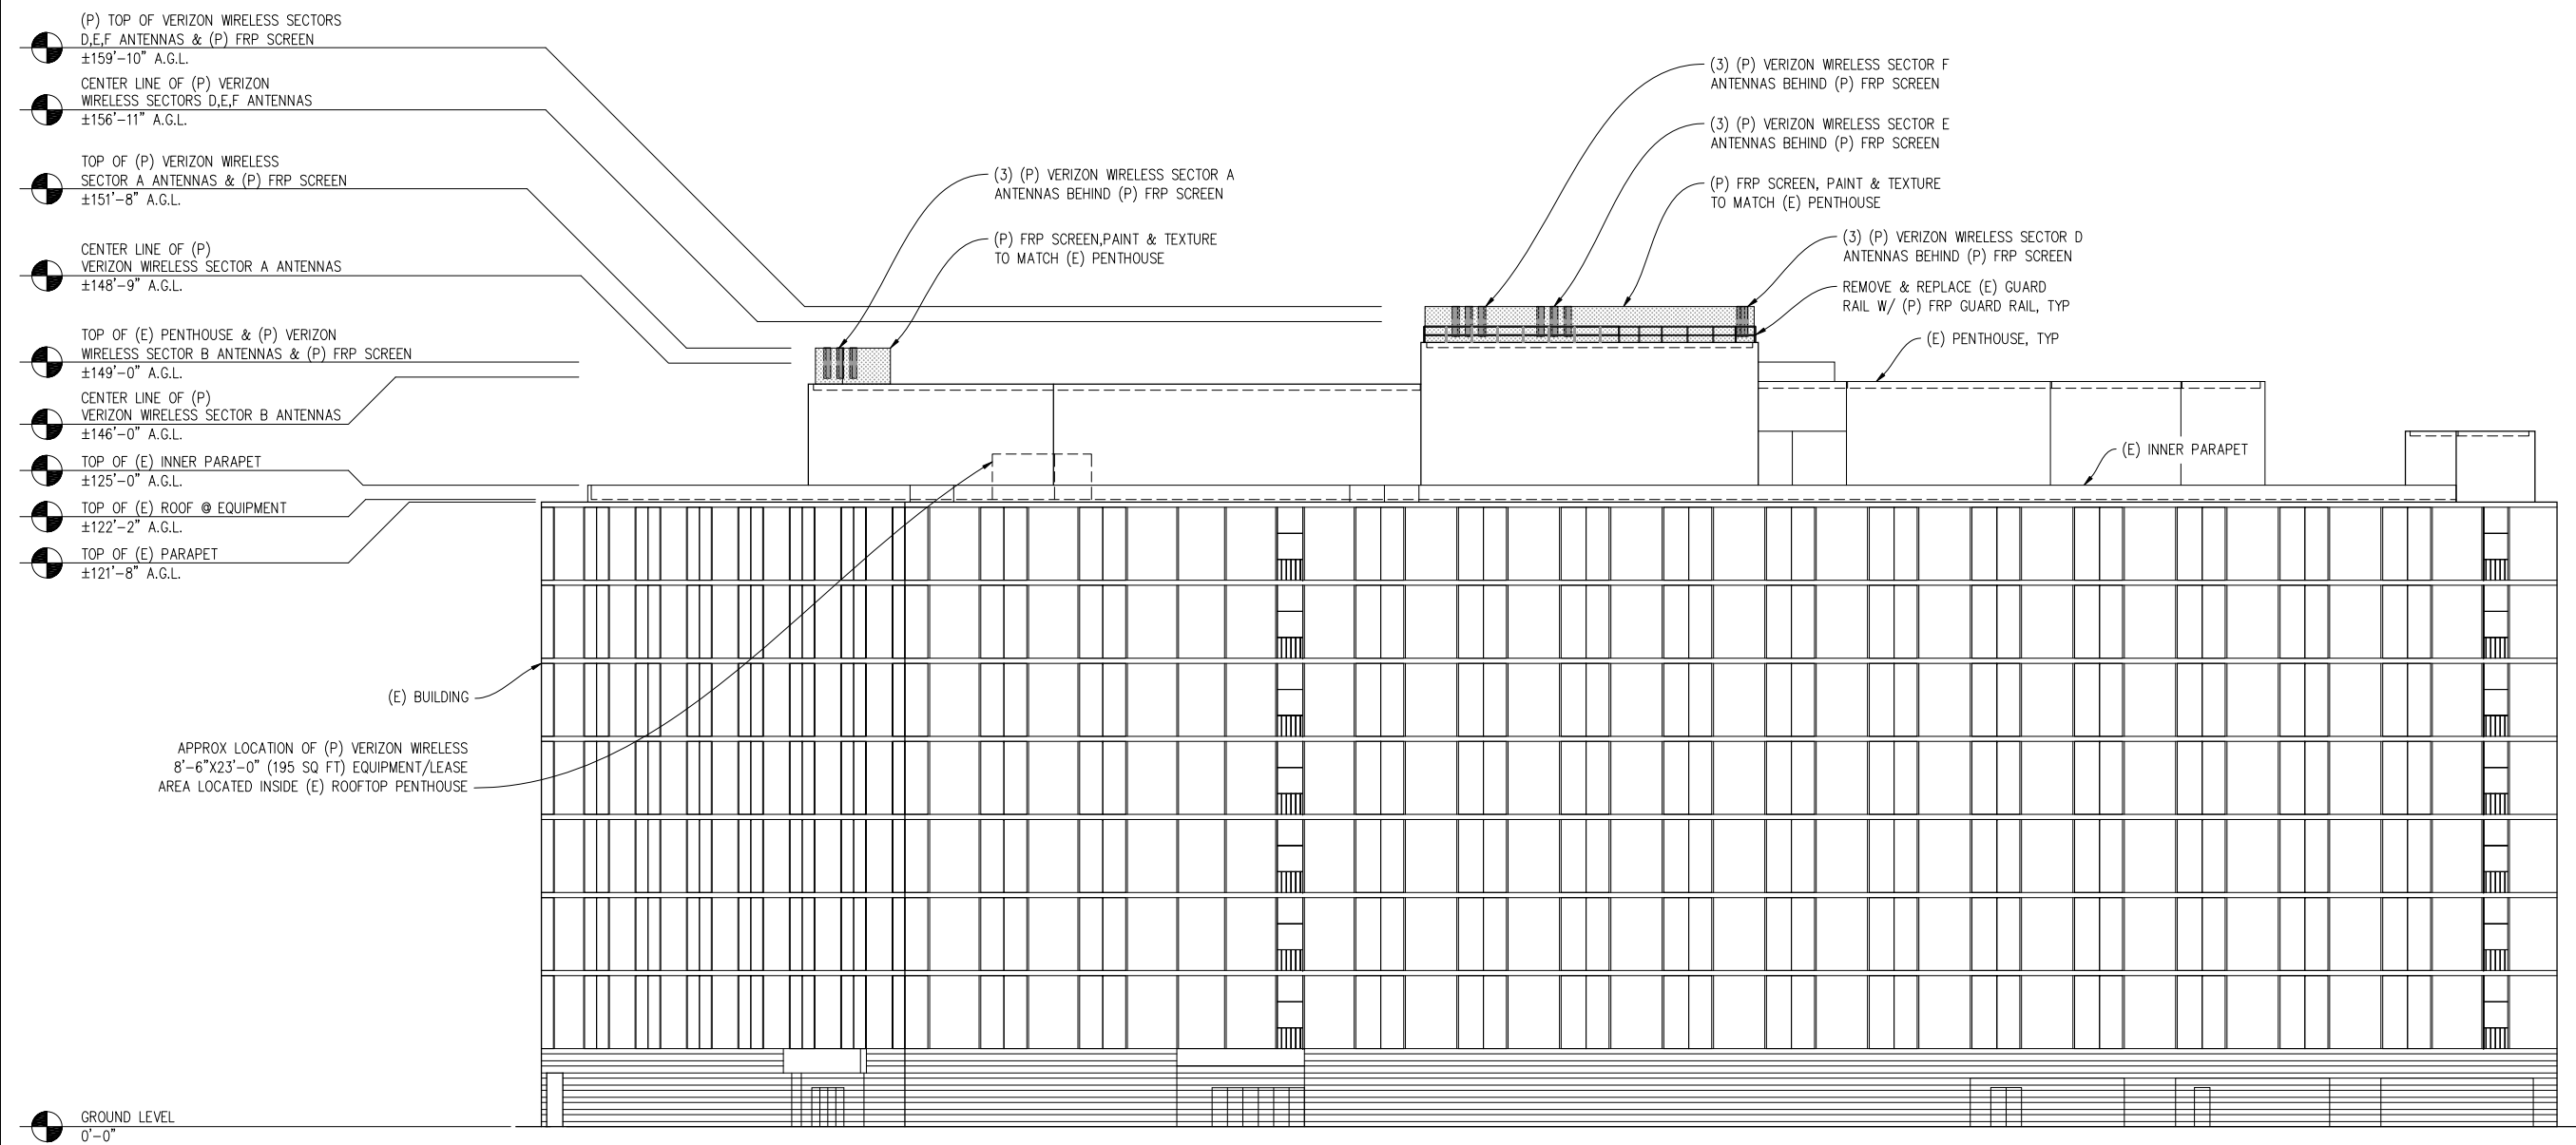 (P) TOP OF VERIZON WIRELESS SECTORS
D,E,F ANTENNAS & (P) FRP SCREEN
±159'-10" A.G.L.
CENTER LINE OF (P) VERIZON
WIRELESS SECTORS D,E,F ANTENNAS
±156'-11" A.G.L.
TOP OF (P) VERIZON WIRELESS
SECTOR A ANTENNAS & (P) FRP SCREEN
±151'-8" A.G.L.
CENTER LINE OF (P)
VERIZON WIRELESS SECTOR A ANTENNAS
±148'-9" A.G.L.
TOP OF (E) PENTHOUSE & (P) VERIZON
WIRELESS SECTOR B ANTENNAS & (P) FRP SCREEN
±149'-0" A.G.L.
CENTER LINE OF (P)
VERIZON WIRELESS SECTOR B ANTENNAS
±146'-0" A.G.L.
TOP OF (E) INNER PARAPET
±125'-0" A.G.L.
TOP OF (E) ROOF @ EQUIPMENT
±122'-2" A.G.L.
TOP OF (E) PARAPET
±121'-8" A.G.L.
(3) (P) VERIZON WIRELESS SECTOR A
ANTENNAS BEHIND (P) FRP SCREEN
(P) FRP SCREEN,PAINT & TEXTURE
TO MATCH (E) PENTHOUSE
(3) (P) VERIZON WIRELESS SECTOR F
ANTENNAS BEHIND (P) FRP SCREEN
(3) (P) VERIZON WIRELESS SECTOR E
ANTENNAS BEHIND (P) FRP SCREEN
(P) FRP SCREEN, PAINT & TEXTURE
TO MATCH (E) PENTHOUSE
(3) (P) VERIZON WIRELESS SECTOR D
ANTENNAS BEHIND (P) FRP SCREEN
REMOVE & REPLACE (E) GUARD
RAIL W/ (P) FRP GUARD RAIL, TYP
(E) PENTHOUSE, TYP
(E) INNER PARAPET
(E) BUILDING
APPROX LOCATION OF (P) VERIZON WIRELESS
8'-6"X23'-0" (195 SQ FT) EQUIPMENT/LEASE
AREA LOCATED INSIDE (E) ROOFTOP PENTHOUSE
GROUND LEVEL
0'-0"